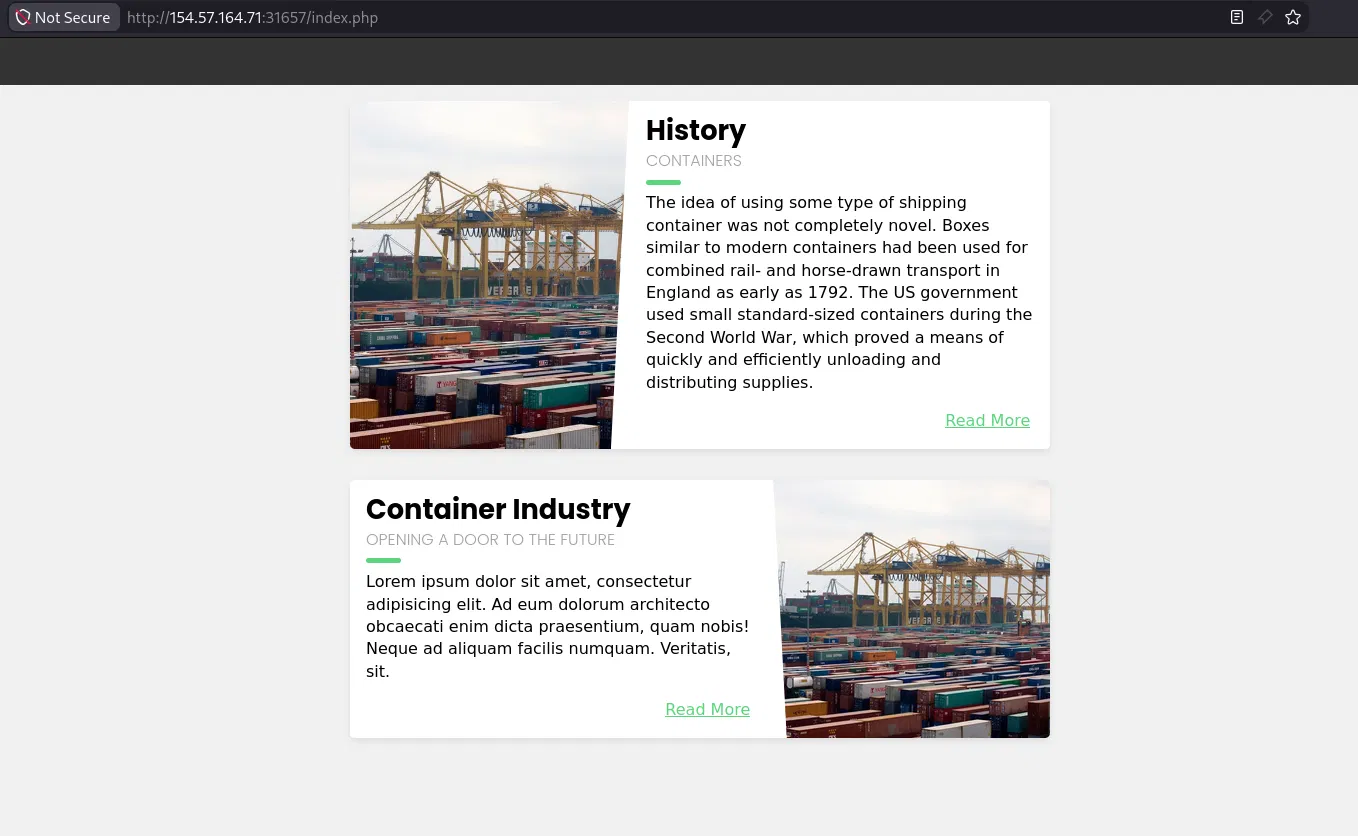 Not Secure http://154.57.164.71:31657/index.php
History
CONTAINERS
The idea of using some type of shipping
container was not completely novel. Boxes
similar to modern containers had been used for
combined rail- and horse-drawn transport in
England as early as 1792. The US government
used small standard-sized containers during the
Second World War, which proved a means of
quickly and efficiently unloading and
distributing supplies.
Read More
Container Industry
OPENING A DOOR TO THE FUTURE
Lorem ipsum dolor sit amet, consectetur
adipisicing elit. Ad eum dolorum architecto
obcaecati enim dicta praesentium, quam nobis!
Neque ad aliquam facilis numquam. Veritatis,
sit.
Read More